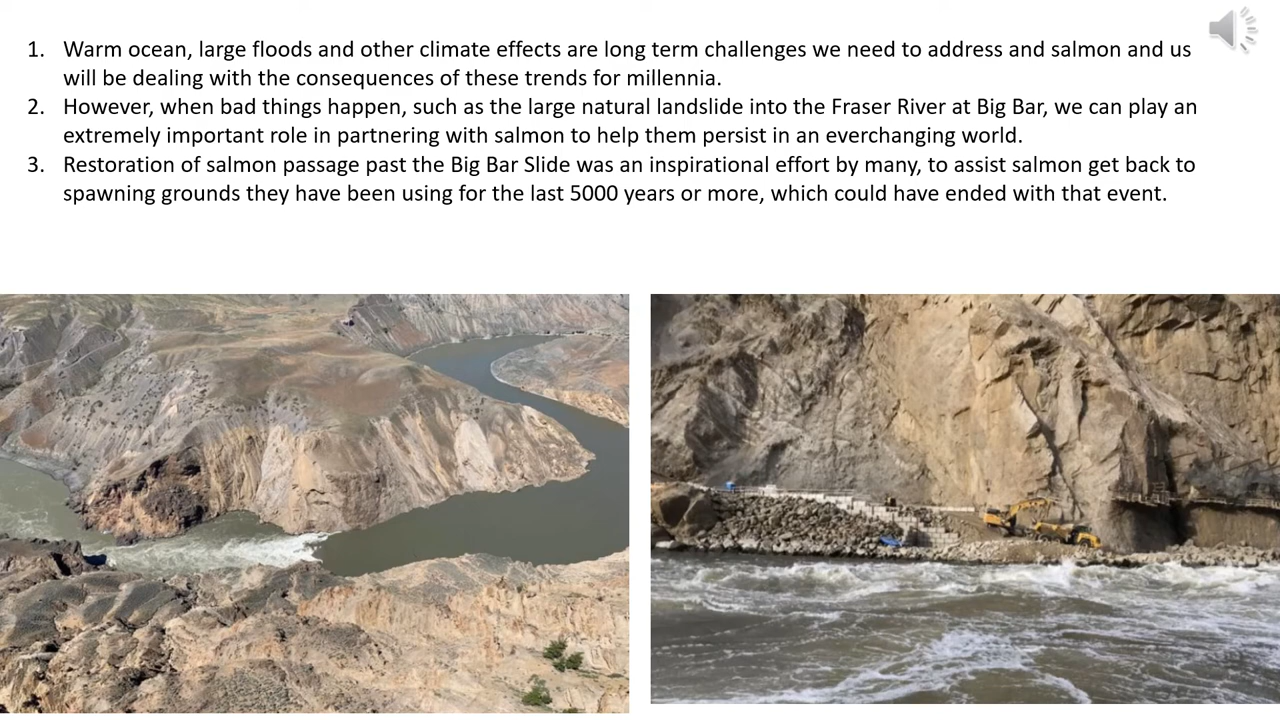 1. Warm ocean, large floods and other climate effects are long term challenges we need to address and salmon and us
will be dealing with the consequences of these trends for millennia.
2. However, when bad things happen, such as the large natural landslide into the Fraser River at Big Bar, we can play an
extremely important role in partnering with salmon to help them persist in an everchanging world.
3. Restoration of salmon passage past the Big Bar Slide was an inspirational effort by many, to assist salmon get back to
spawning grounds they have been using for the last 5000 years or more, which could have ended with that event.